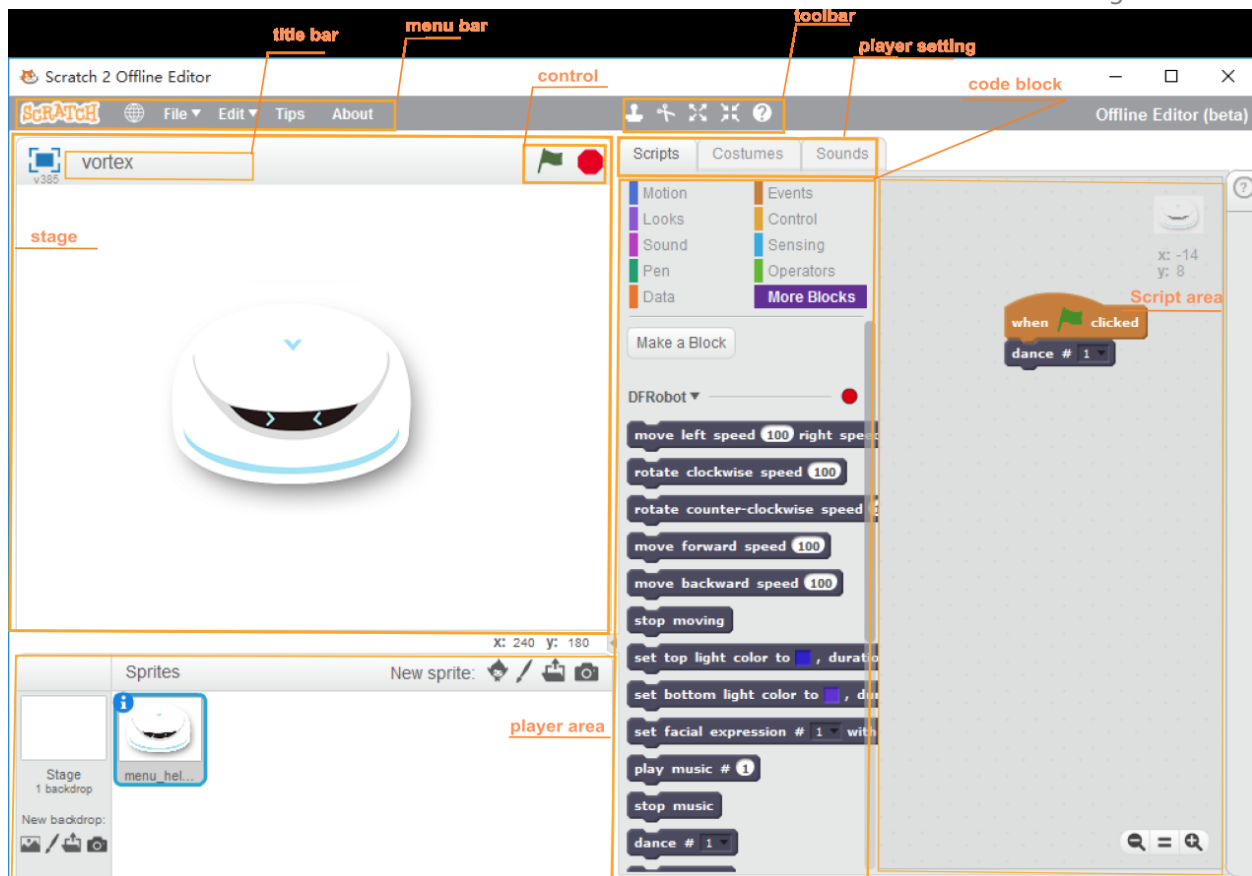 title bar
menu bar
toolbar
player setting
control
code block
Scratch 2 Offline Editor
SCRATCH File Edit Tips About
Offline Editor (beta)
v385
vortex
Scripts Costumes Sounds
stage
Motion Events
Looks Control
Sound Sensing
Pen Operators
Data More Blocks
Make a Block
DFRobot
move left speed 100 right speed
rotate clockwise speed 100
rotate counter-clockwise speed
move forward speed 100
move backward speed 100
stop moving
set top light color to , duratio
set bottom light color to , du
set facial expression # 1 with
play music # 1
stop music
dance # 1
x: -14
y: 8
Script area
when clicked
dance # 1
x: 240 y: 180
Sprites New sprite:
player area
Stage
1 backdrop
menu_hel...
New backdrop: